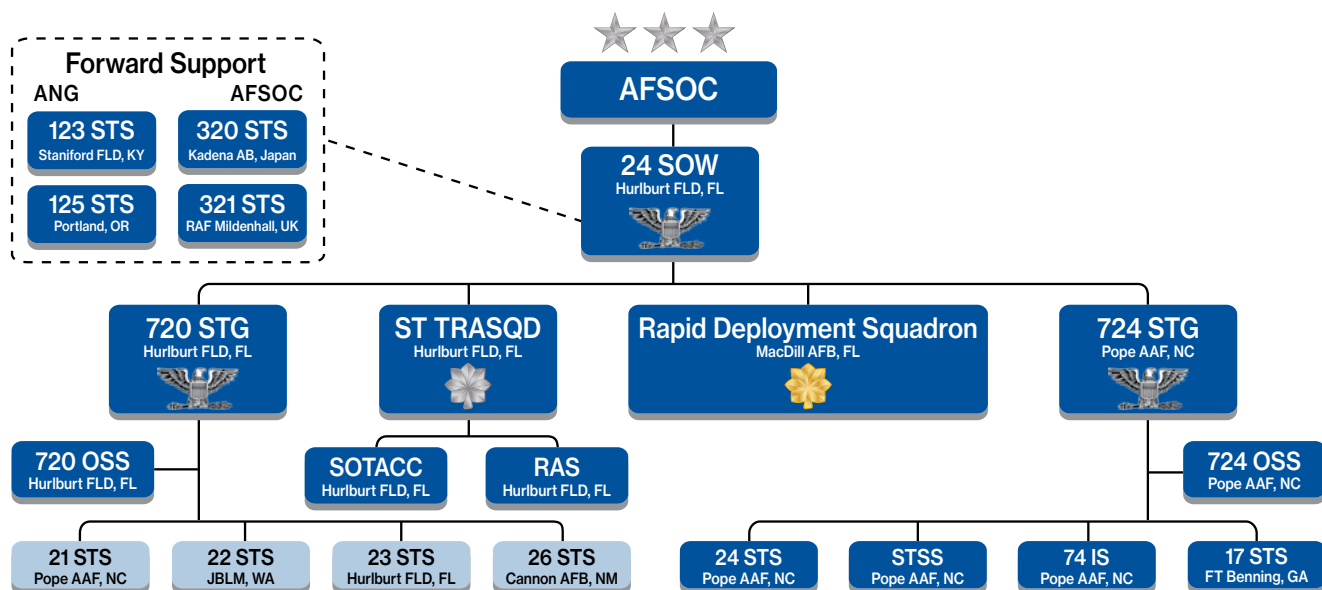 Forward Support
ANG
AFSOC
123 STS
Staniford FLD, KY
320 STS
Kadena AB, Japan
125 STS
Portland, OR
321 STS
RAF Mildenhall, UK
AFSOC
24 SOW
Hurlburt FLD, FL
720 STG
Hurlburt FLD, FL
ST TRASQD
Hurlburt FLD, FL
Rapid Deployment Squadron
MacDill AFB, FL
724 STG
Pope AAF, NC
720 OSS
Hurlburt FLD, FL
SOTACC
Hurlburt FLD, FL
RAS
Hurlburt FLD, FL
724 OSS
Pope AAF, NC
21 STS
Pope AAF, NC
22 STS
JBLM, WA
23 STS
Hurlburt FLD, FL
26 STS
Cannon AFB, NM
24 STS
Pope AAF, NC
STSS
Pope AAF, NC
74 IS
Pope AAF, NC
17 STS
FT Benning, GA